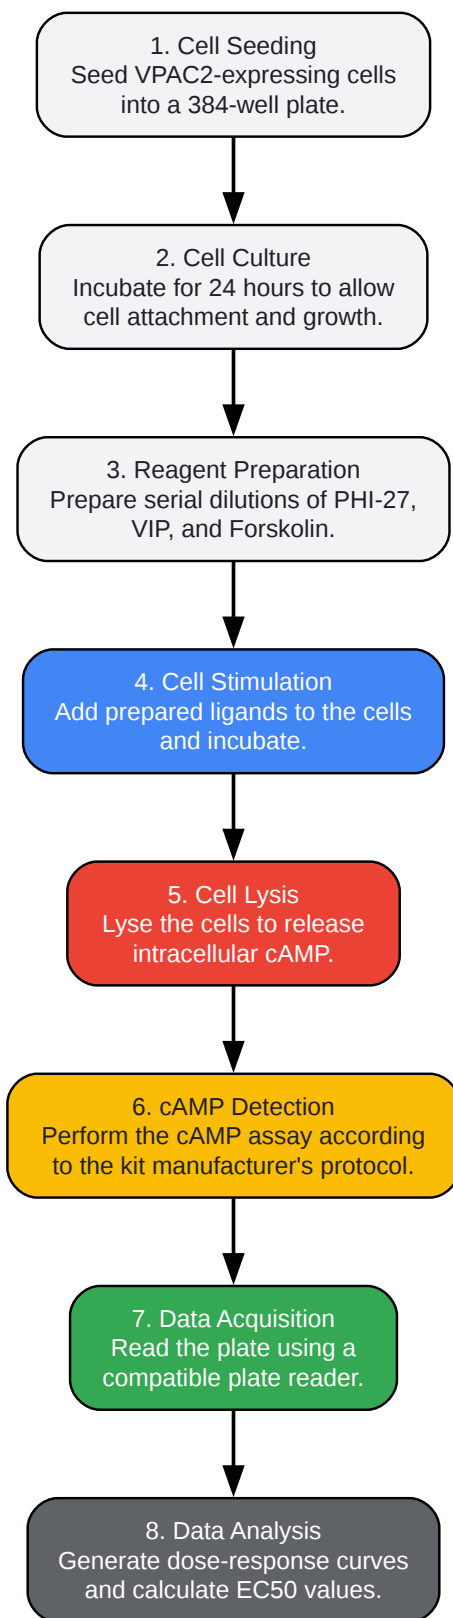 1. Cell Seeding
Seed VPAC2-expressing cells
into a 384-well plate.
2. Cell Culture
Incubate for 24 hours to allow
cell attachment and growth.
3. Reagent Preparation
Prepare serial dilutions of PHI-27,
VIP, and Forskolin.
4. Cell Stimulation
Add prepared ligands to the cells
and incubate.
5. Cell Lysis
Lyse the cells to release
intracellular cAMP.
6. cAMP Detection
Perform the cAMP assay according
to the kit manufacturer's protocol.
7. Data Acquisition
Read the plate using a
compatible plate reader.
8. Data Analysis
Generate dose-response curves
and calculate EC50 values.